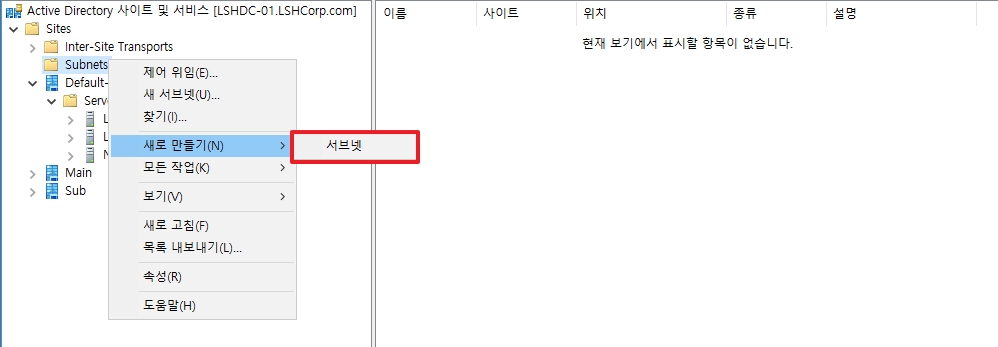 Active Directory 사이트 및 서비스 [LSHDC-01.LSHCorp.com]
이름 사이트 위치 종류 설명
Sites
현재 보기에서 표시할 항목이 없습니다.
Inter-Site Transports
Subnets
Default-
Serve
L
L
N
Main
Sub
제어 위임(E)...
새 서브넷(U)...
찾기(I)...
새로 만들기(N)
서브넷
모든 작업(K)
보기(V)
새로 고침(F)
목록 내보내기(L)...
속성(R)
도움말(H)